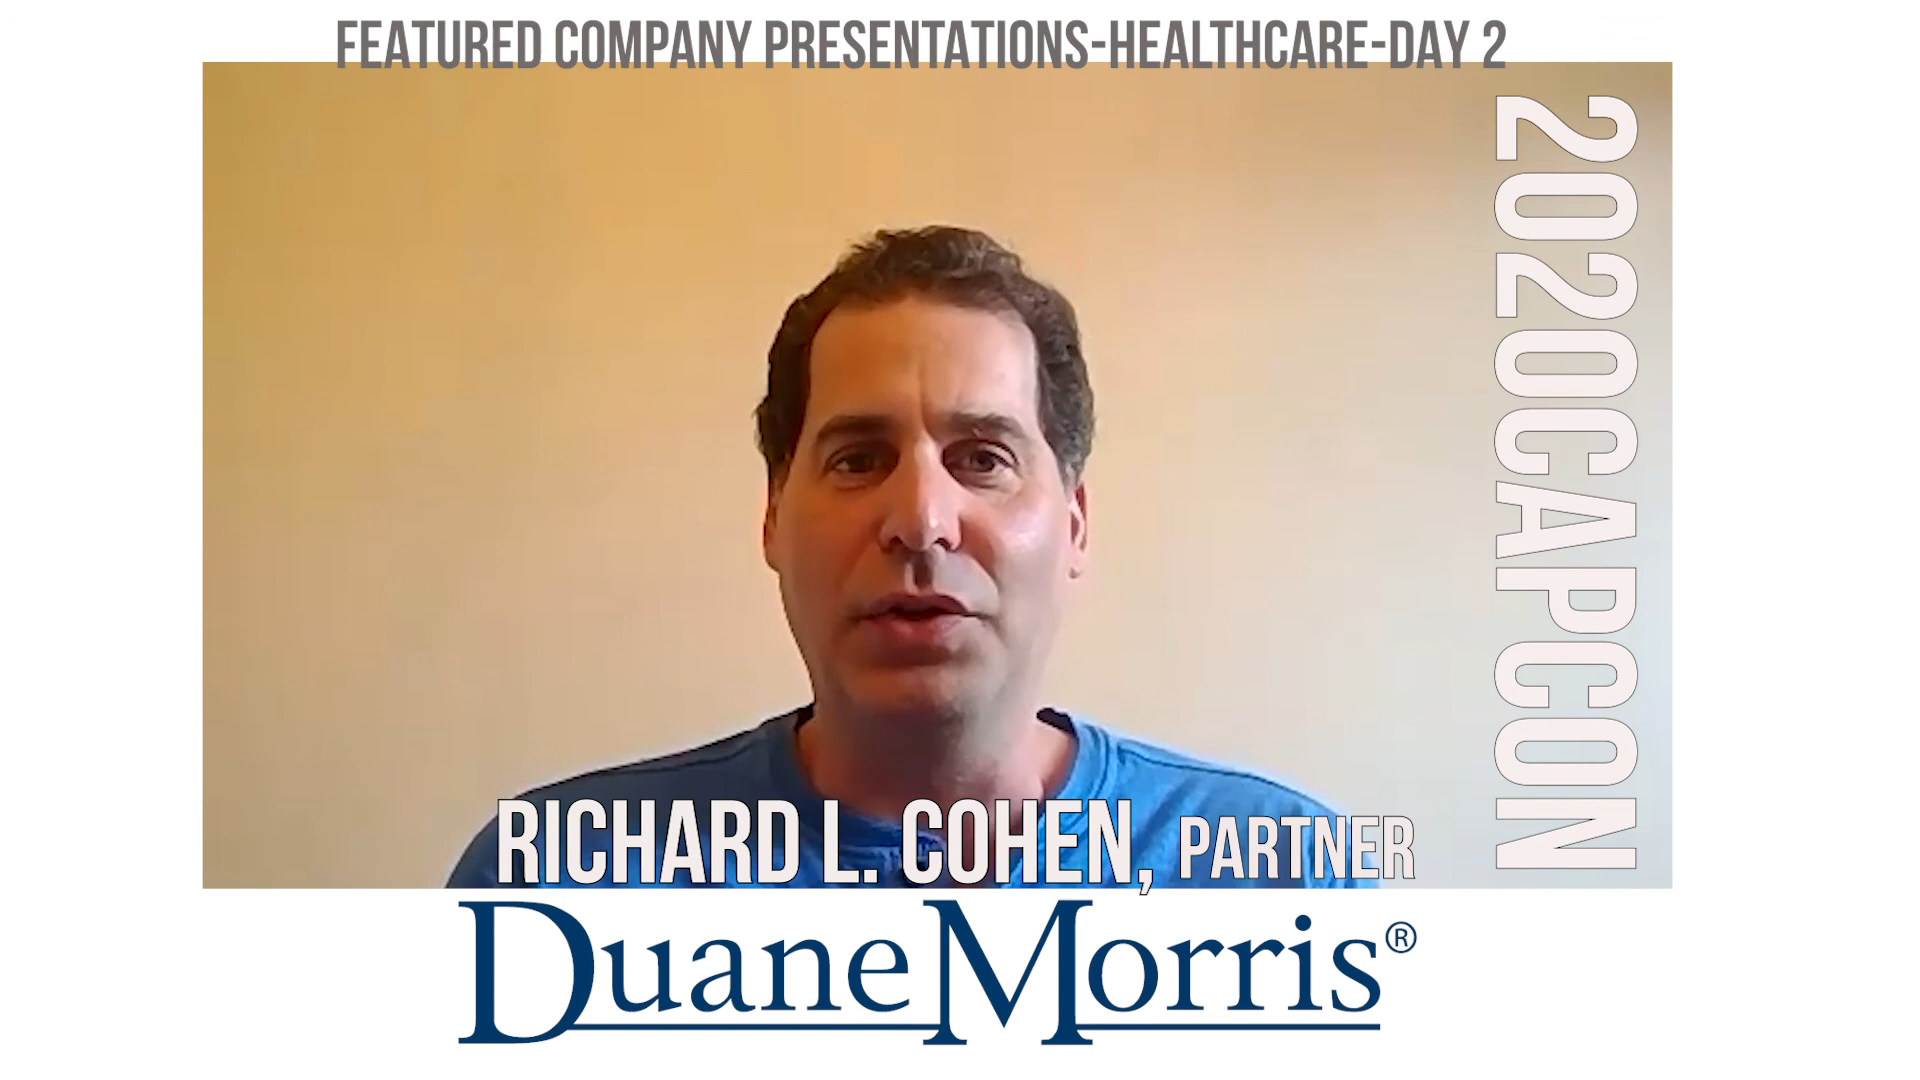 FEATURED COMPANY PRESENTATIONS-HEALTHCARE-DAY 2
2020CAPCON
RICHARD L. COHEN, PARTNER
DuaneMorris®